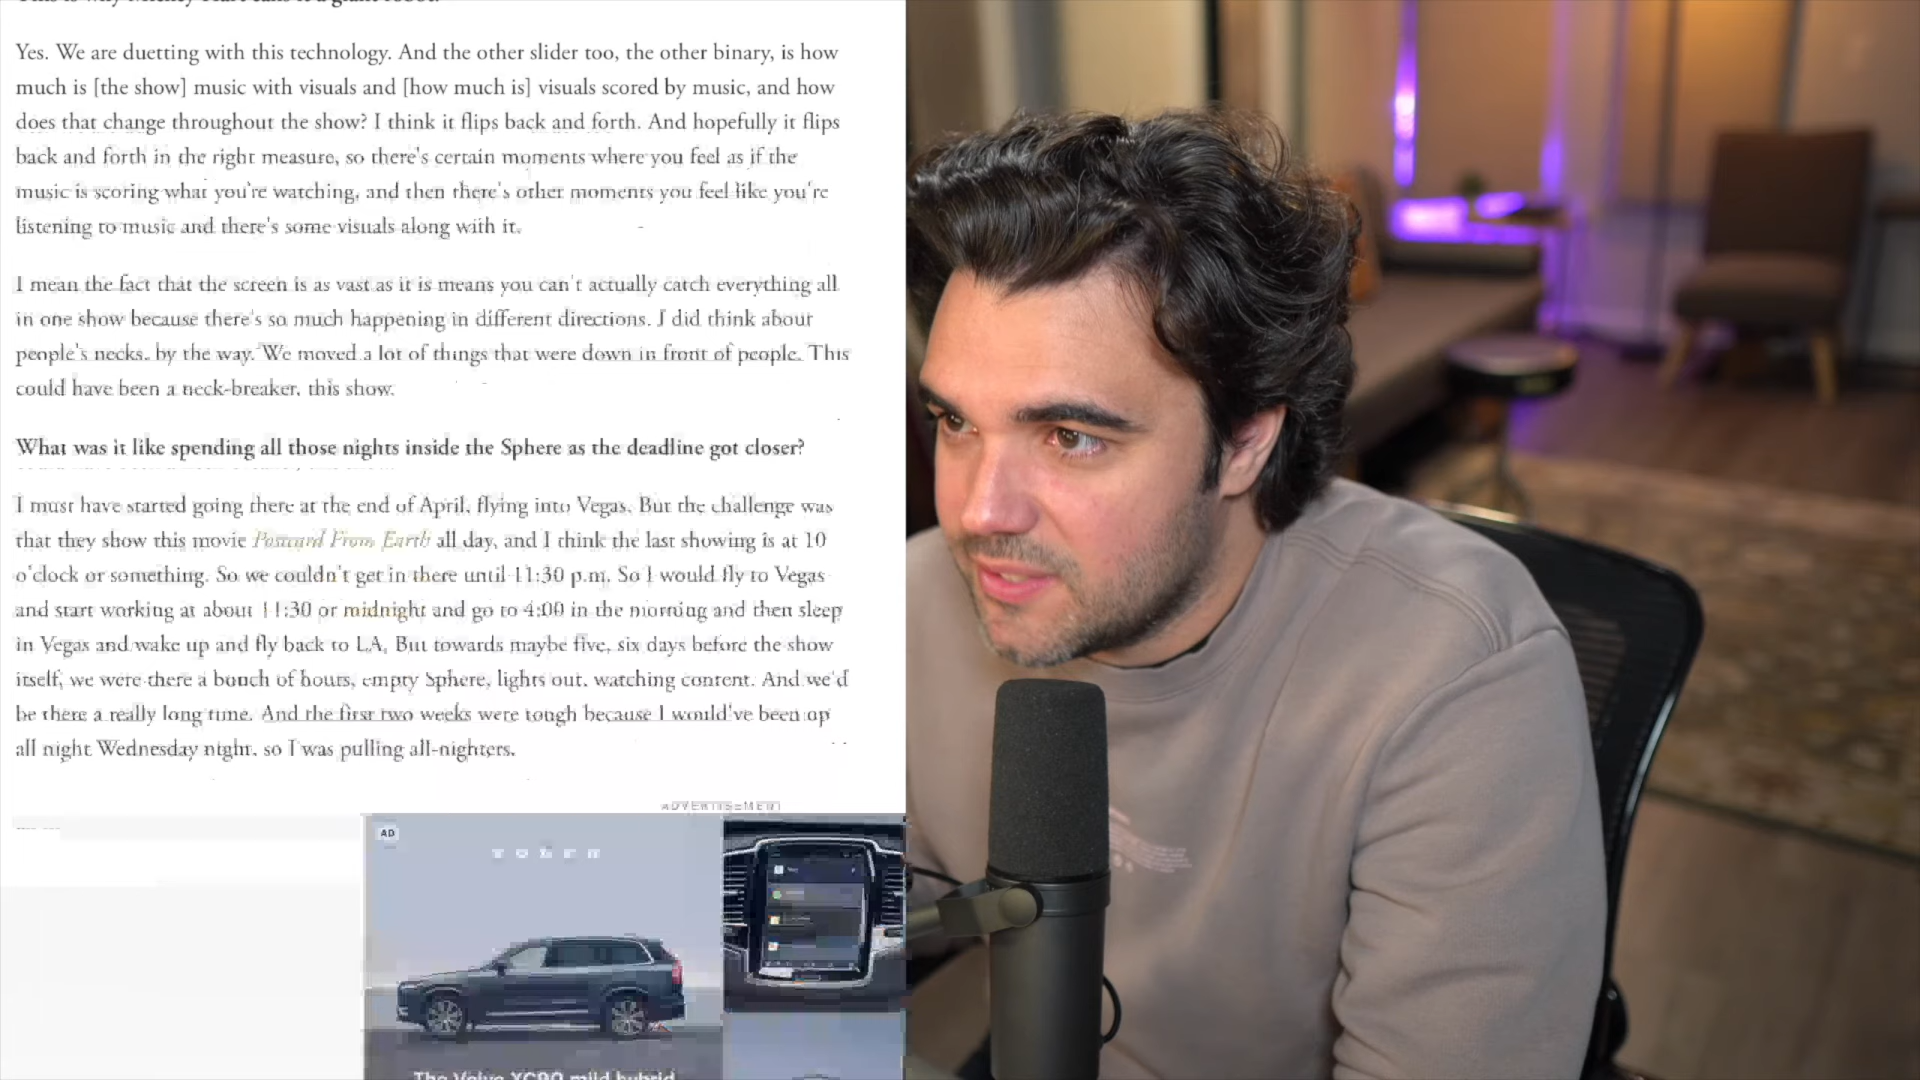 Yes. We are duetting with this technology. And the other slider too, the other binary, is how
much is [the show] music with visuals and [how much is] visuals scored by music, and how
does that change throughout the show? I think it flips back and forth. And hopefully it flips
back and forth in the right measure, so there's certain moments where you feel as if the
music is scoring what you're watching, and then there's other moments you feel like you're
listening to music and there's some visuals along with it.
I mean the fact that the screen is as vast as it is means you can't actually catch everything all
in one show because there's so much happening in different directions. I did think about
people's necks, by the way. We moved a lot of things that were down in front of people. This
could have been a neck-breaker, this show.
What was it like spending all those nights inside the Sphere as the deadline got closer?
I must have started going there at the end of April, flying into Vegas. But the challenge was
that they show this movie Postcard From Earth all day, and I think the last showing is at 10
o'clock or something. So we couldn't get in there until 11:30 p.m. So I would fly to Vegas
and start working at about 11:30 or midnight and go to 4:00 in the morning and then sleep
in Vegas and wake up and fly back to LA. But towards maybe five, six days before the show
itself, we were there a bunch of hours, empty Sphere, lights out, watching content. And we'd
be there a really long time. And the first two weeks were tough because I would've been up
all night Wednesday night, so I was pulling all-nighters.
ADVERTISEMENT
AD
The Volvo XC90 mild hybrid